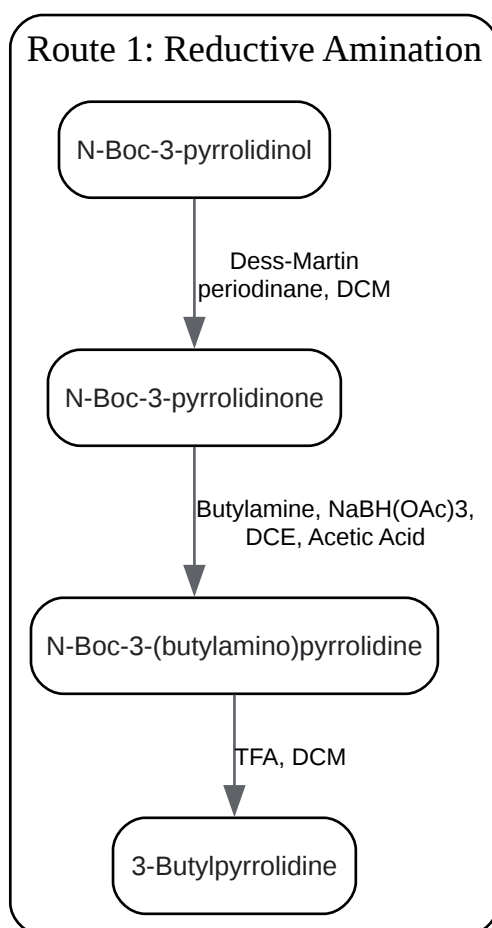 Route 1: Reductive Amination
N-Boc-3-pyrrolidinol
Dess-Martin
periodinane, DCM
N-Boc-3-pyrrolidinone
Butylamine, NaBH(OAc)3,
DCE, Acetic Acid
N-Boc-3-(butylamino)pyrrolidine
TFA, DCM
3-Butylpyrrolidine